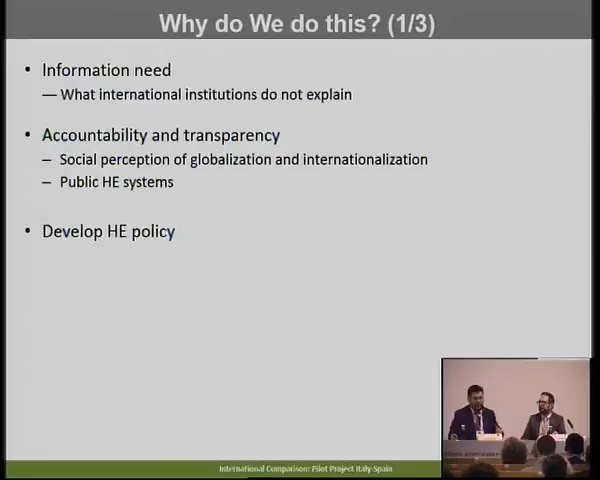 Why do We do this? (1/3)
• Information need
— What international institutions do not explain
• Accountability and transparency
– Social perception of globalization and internationalization
– Public HE systems
• Develop HE policy
International Comparison: Pilot Project Italy-Spain